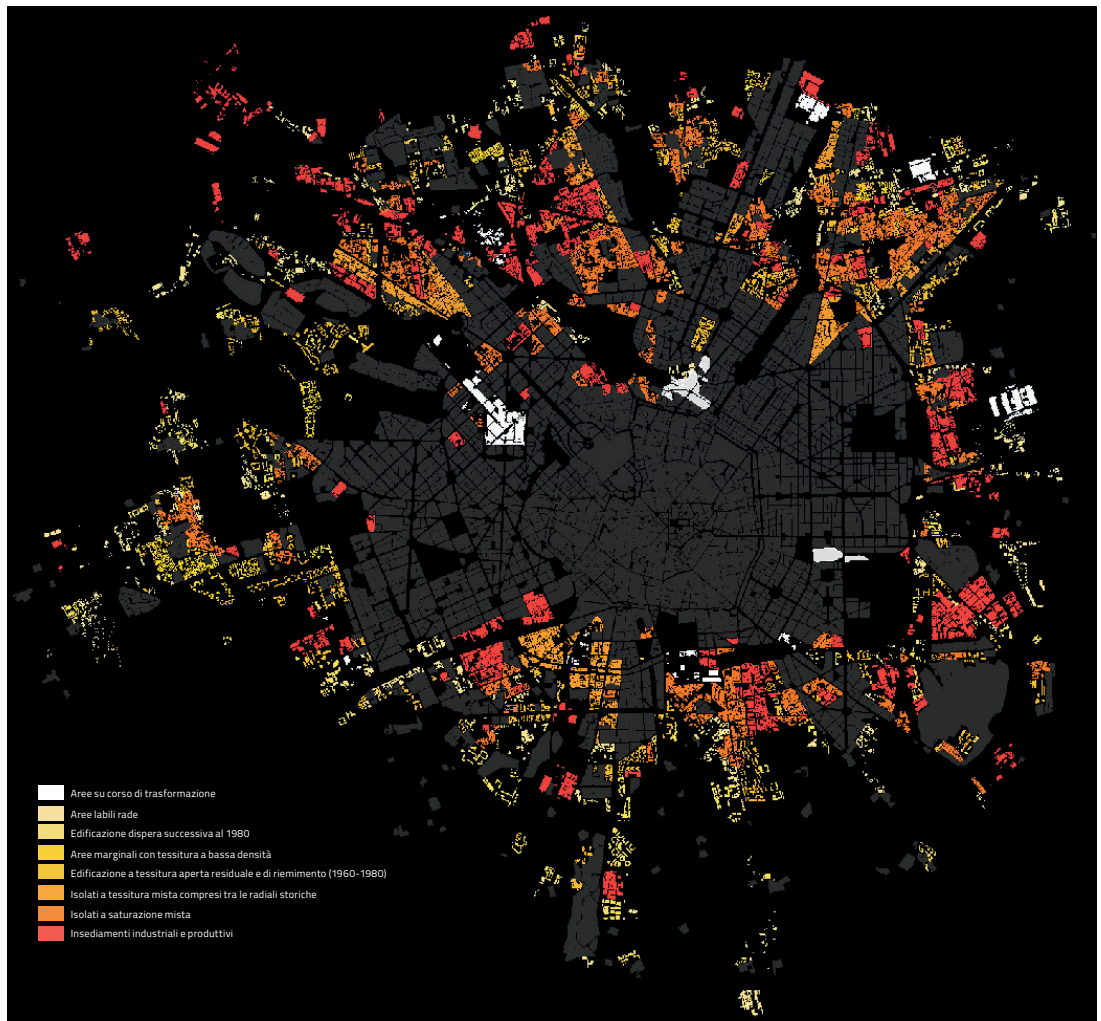 Aree su corso di trasformazione
Aree labili rade
Edificazione dispera successiva al 1980
Aree marginali con tessitura a bassa densità
Edificazione a tessitura aperta residuale e di riemimento (1960-1980)
Isolati a tessitura mista compresi tra le radiali storiche
Isolati a saturazione mista
Insediamenti industriali e produttivi